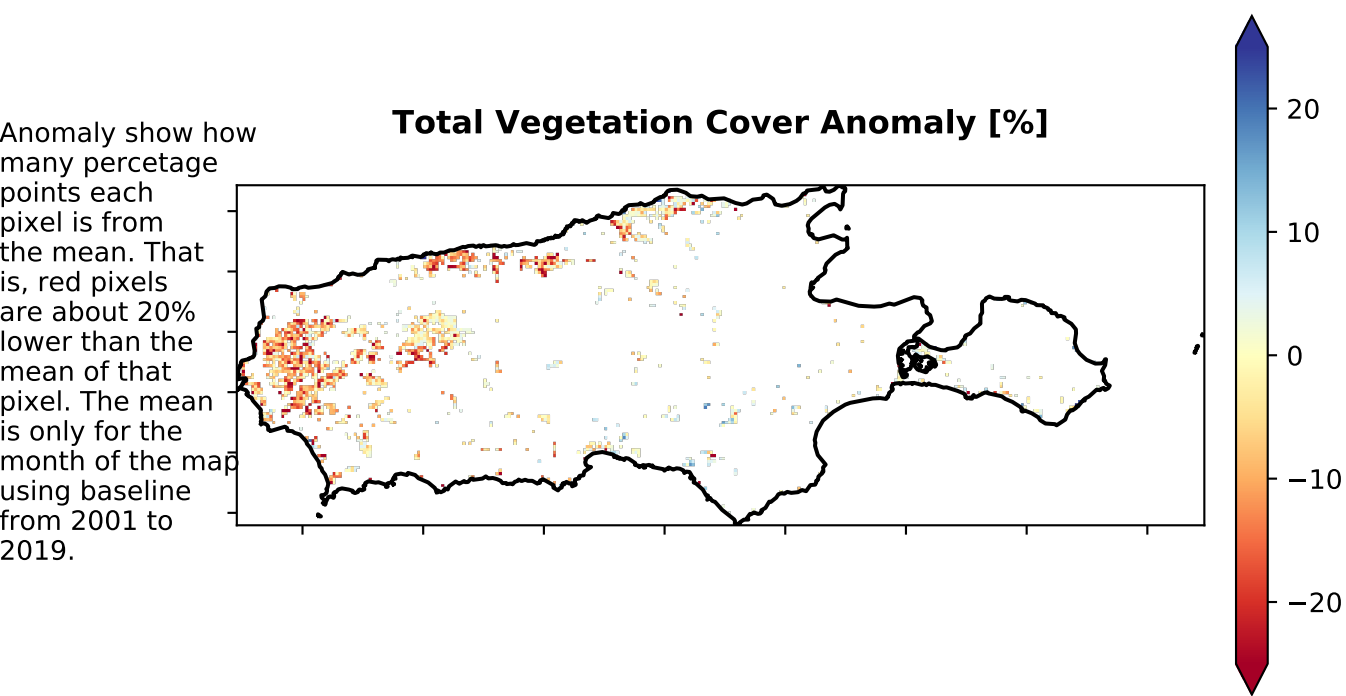 Total Vegetation Cover Anomaly [%]
Anomaly show how
many percetage
points each
pixel is from
the mean. That
is, red pixels
are about 20%
lower than the
mean of that
pixel. The mean
is only for the
month of the map
using baseline
from 2001 to
2019.
20
10
0
−10
−20